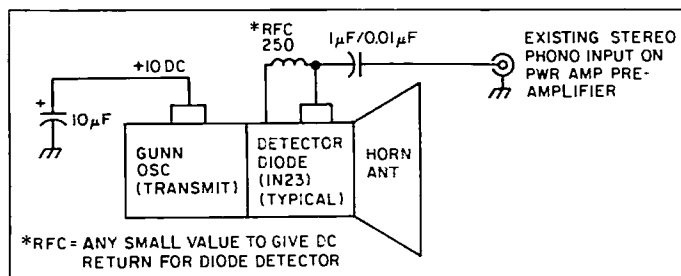 *RFC
250
1µF/0.01µF
EXISTING STEREO
PHONO INPUT ON
PWR AMP PRE-
AMPLIFIER
+10 DC
+
10µF
GUNN
OSC
(TRANSMIT)
DETECTOR
DIODE
(IN23)
(TYPICAL)
HORN
ANT
*RFC = ANY SMALL VALUE TO GIVE DC
RETURN FOR DIODE DETECTOR